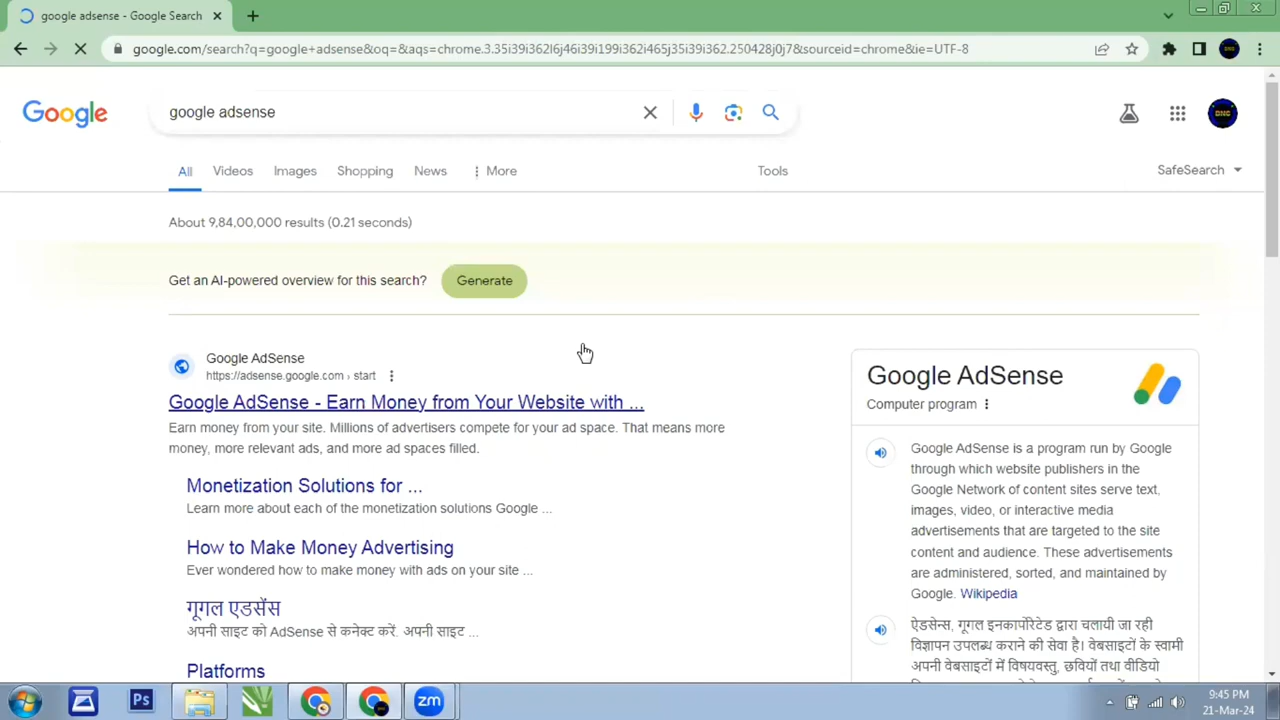 google adsense - Google Search
google.com/search?q=google+adsense&oq=&aqs=chrome.3.35i39i362l6j46i39i199i362i465j35i39i362.250428j0j7&sourceid=chrome&ie=UTF-8
Google
google adsense
DNG
All
Videos
Images
Shopping
News
More
Tools
SafeSearch
About 9,84,00,000 results (0.21 seconds)
Get an AI-powered overview for this search?
Generate
Google AdSense
https://adsense.google.com › start
Google AdSense - Earn Money from Your Website with ...
Earn money from your site. Millions of advertisers compete for your ad space. That means more
money, more relevant ads, and more ad spaces filled.
Monetization Solutions for ...
Learn more about each of the monetization solutions Google ...
How to Make Money Advertising
Ever wondered how to make money with ads on your site ...
गूगल एडसेंस
अपनी साइट को AdSense से कनेक्ट करें. अपनी साइट ...
Platforms
Google AdSense
Computer program
Google AdSense is a program run by Google
through which website publishers in the
Google Network of content sites serve text,
images, video, or interactive media
advertisements that are targeted to the site
content and audience. These advertisements
are administered, sorted, and maintained by
Google. Wikipedia
ऐडसेन्स, गूगल इनकार्पोरेटेड द्वारा चलायी जा रही
विज्ञापन उपलब्ध कराने की सेवा है। वेबसाइटों के स्वामी
अपनी वेबसाइटों में विषयवस्तु, छवियों तथा वीडियो
Ps
zm
9:45 PM
21-Mar-24